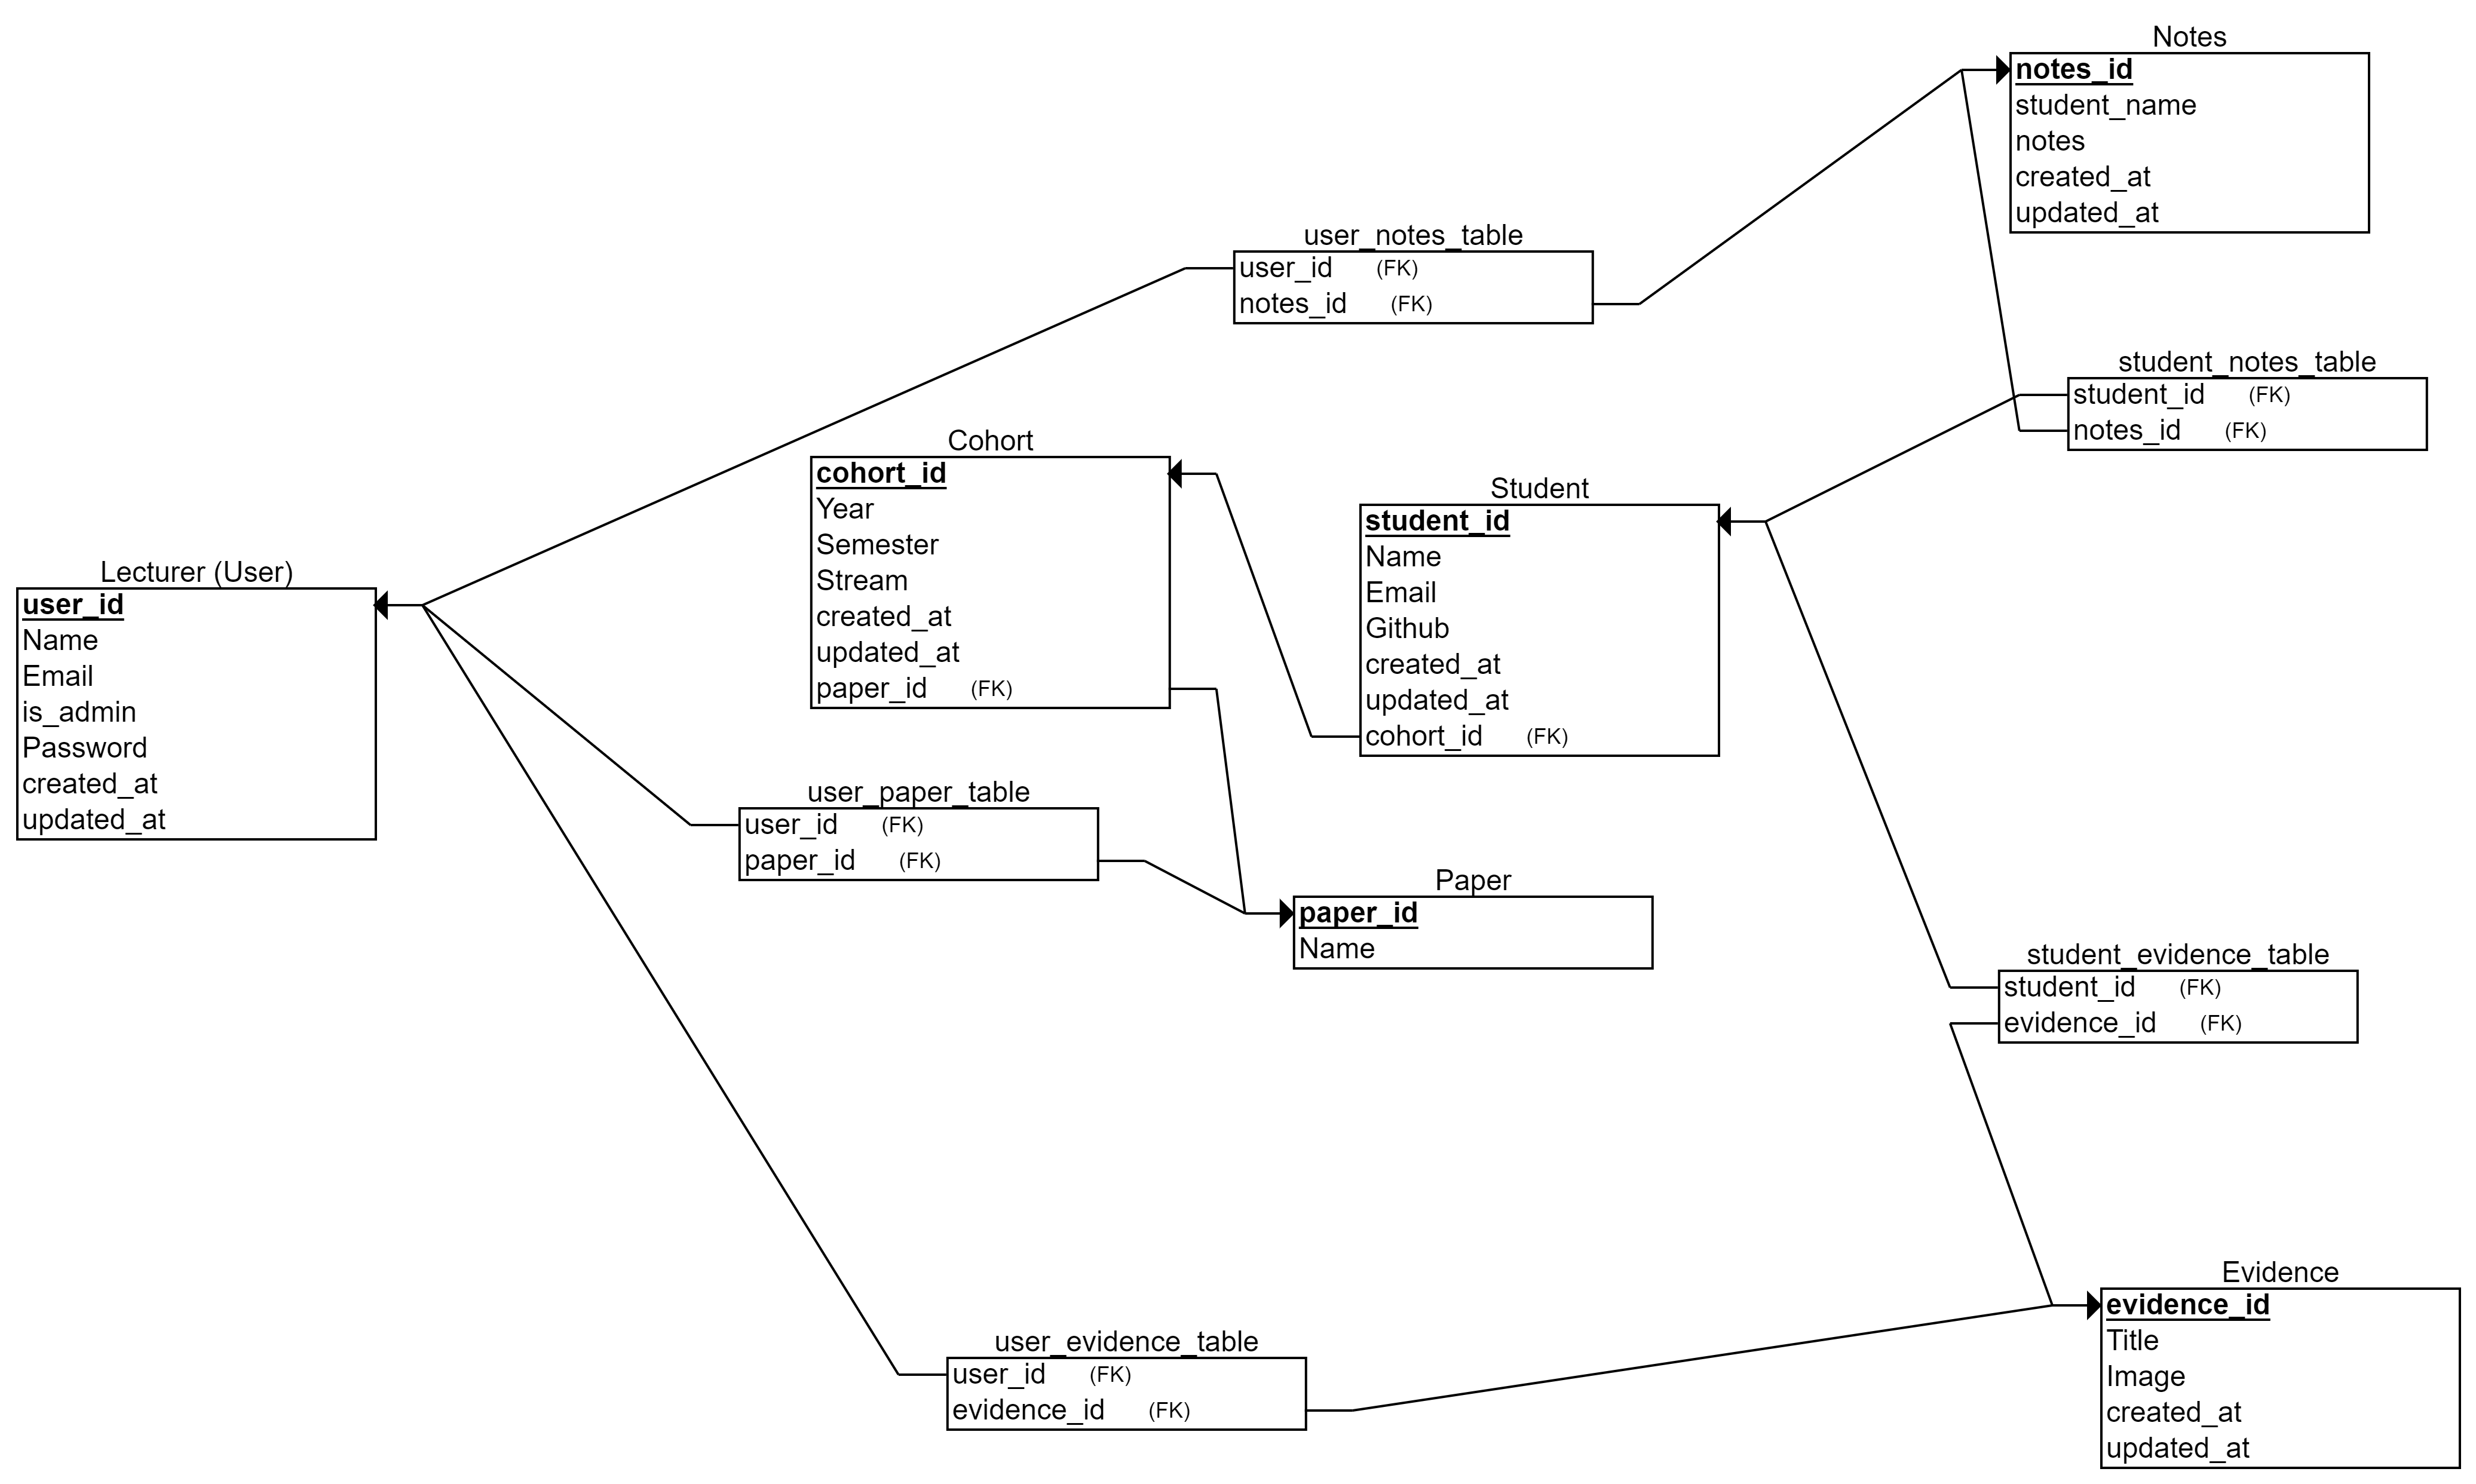 Notes
notes_id
student_name
notes
created_at
updated_at
user_notes_table
user_id (FK)
notes_id (FK)
student_notes_table
student_id (FK)
notes_id (FK)
Cohort
cohort_id
Year
Semester
Stream
created_at
updated_at
paper_id (FK)
Student
student_id
Name
Email
Github
created_at
updated_at
cohort_id (FK)
Lecturer (User)
user_id
Name
Email
is_admin
Password
created_at
updated_at
user_paper_table
user_id (FK)
paper_id (FK)
Paper
paper_id
Name
student_evidence_table
student_id (FK)
evidence_id (FK)
Evidence
evidence_id
Title
Image
created_at
updated_at
user_evidence_table
user_id (FK)
evidence_id (FK)